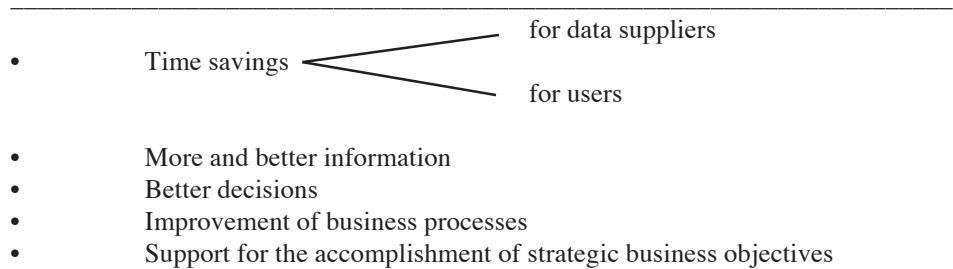 for data suppliers
• Time savings
for users
• More and better information
• Better decisions
• Improvement of business processes
• Support for the accomplishment of strategic business objectives